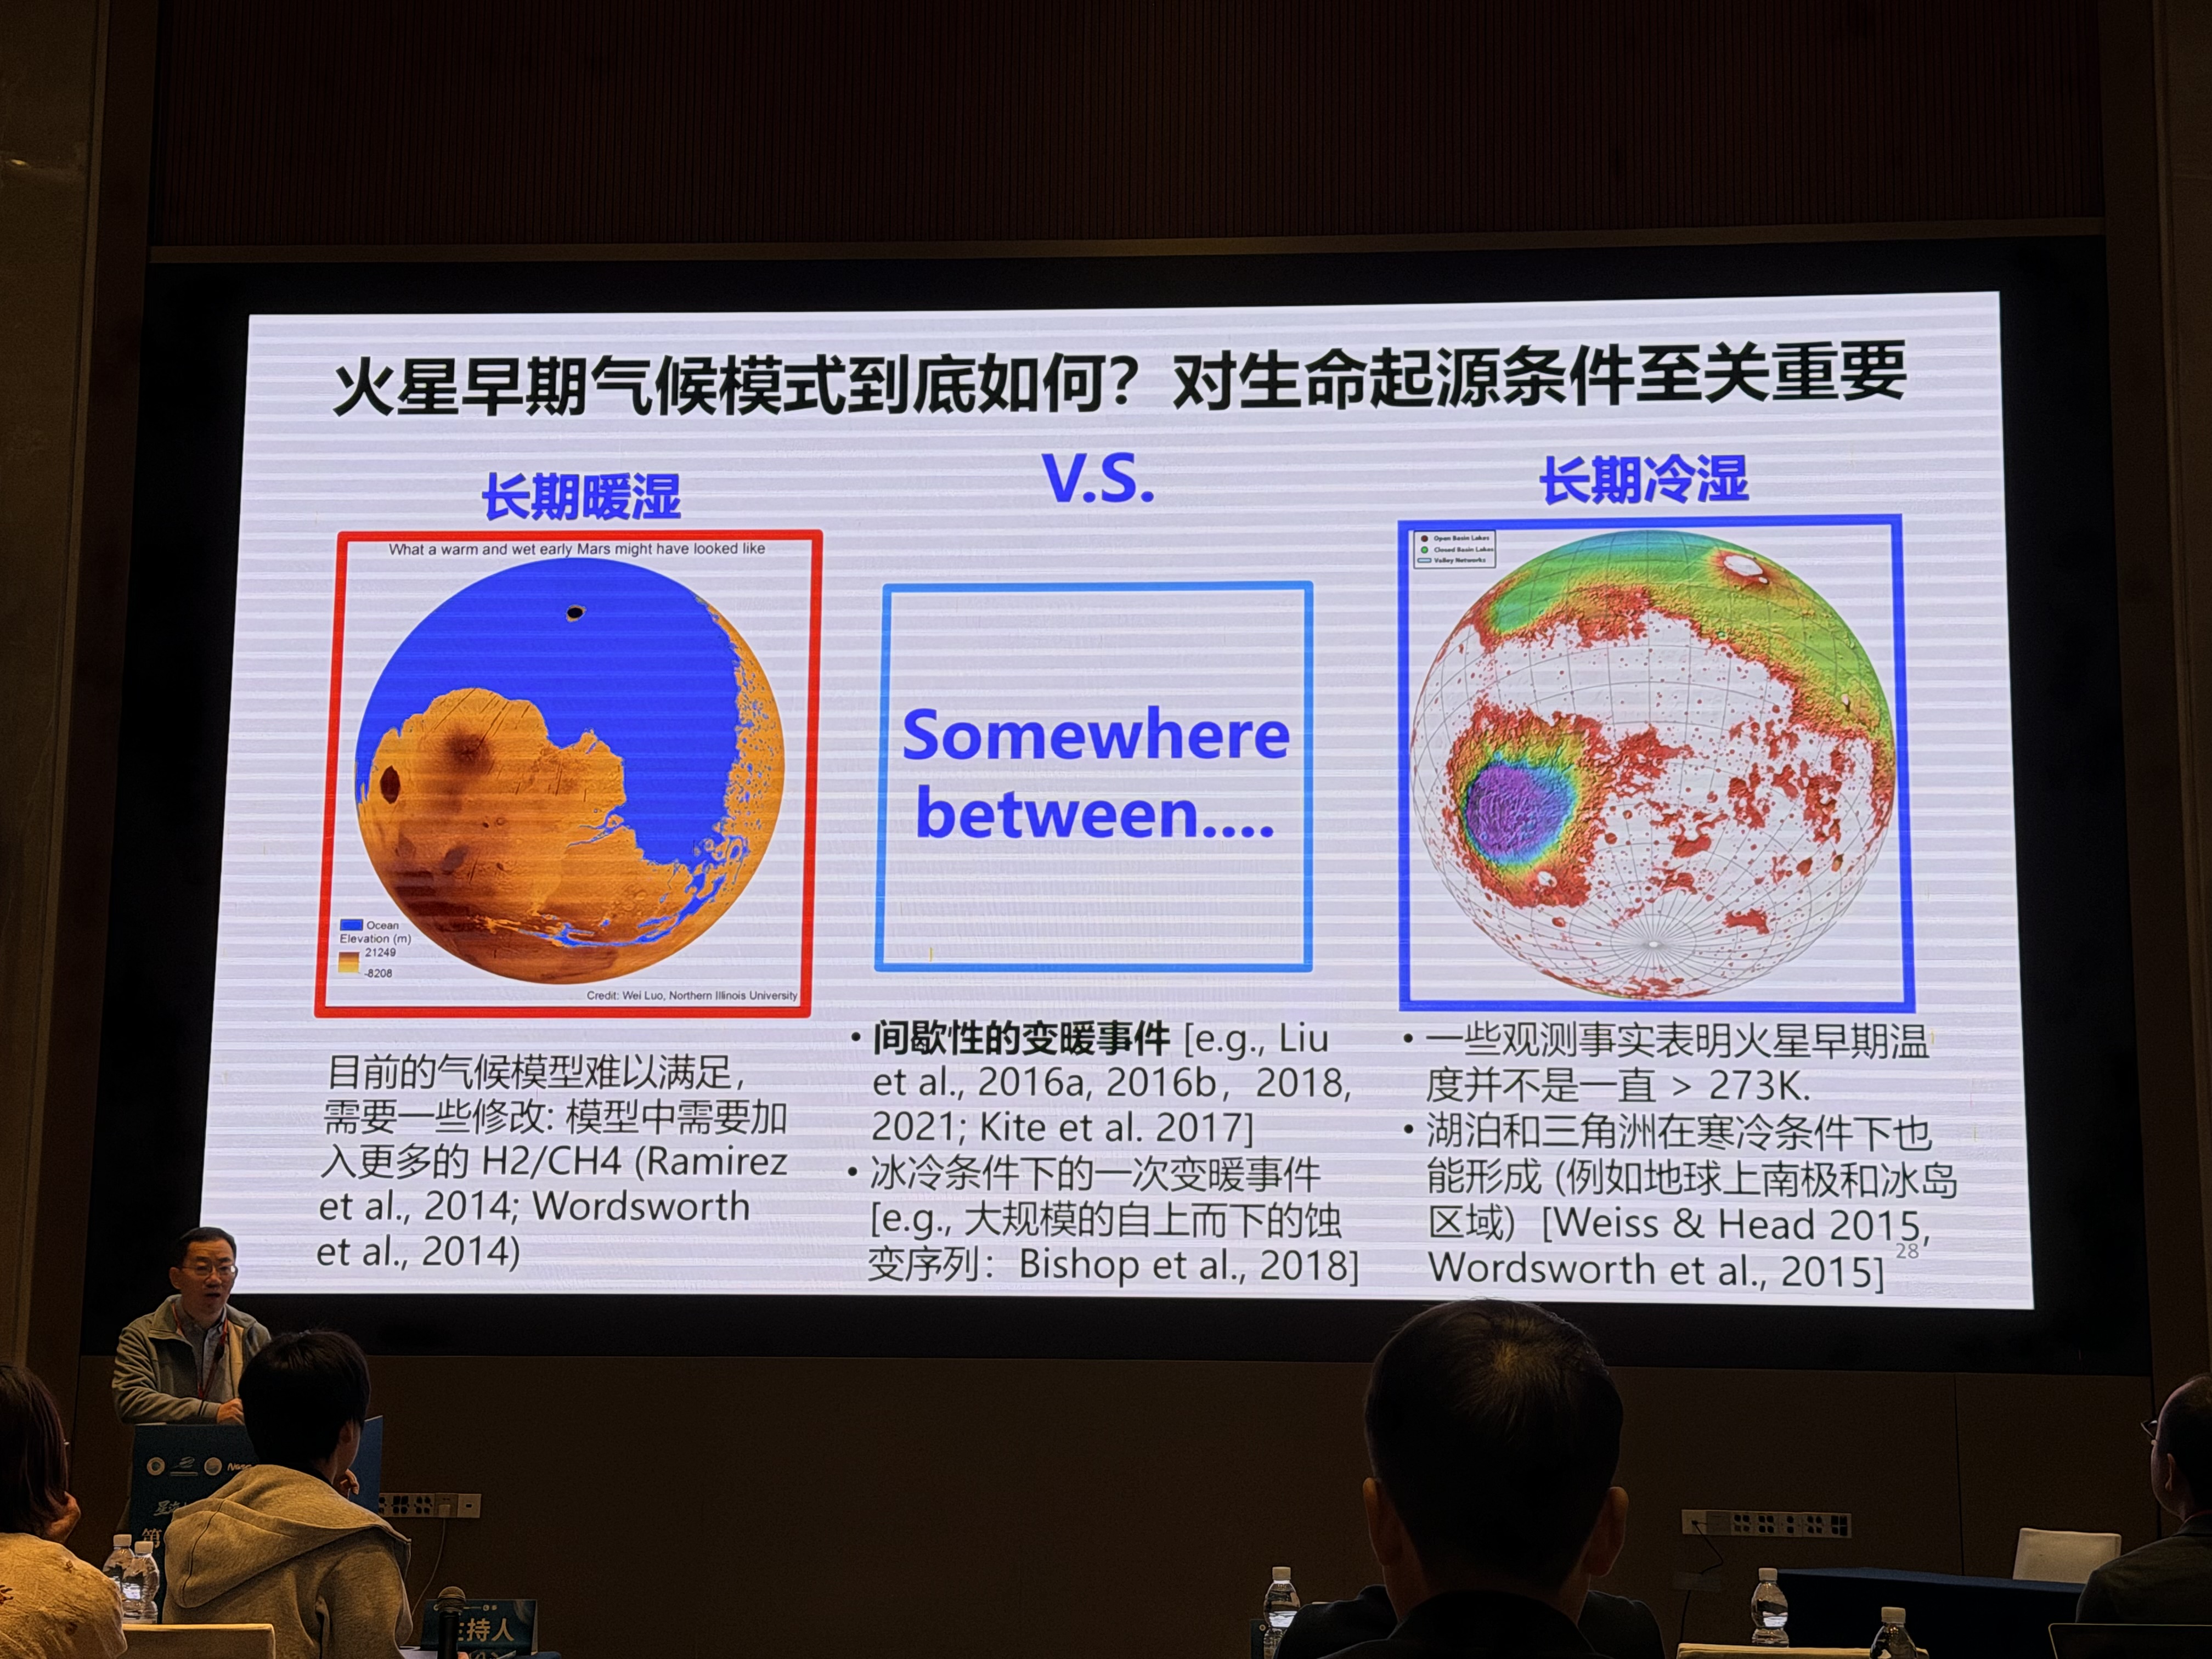 火星早期气候模式到底如何？对生命起源条件至关重要
长期暖湿
V.S.
长期冷湿
What a warm and wet early Mars might have looked like
Ocean
Elevation (m)
21249
-8208
Credit: Wei Luo, Northern Illinois University
目前的气候模型难以满足，
需要一些修改: 模型中需要加
入更多的 H2/CH4 (Ramirez
et al., 2014; Wordsworth
et al., 2014)
Somewhere
between....
• 间歇性的变暖事件 [e.g., Liu
et al., 2016a, 2016b，2018,
2021; Kite et al. 2017]
• 冰冷条件下的一次变暖事件
[e.g., 大规模的自上而下的蚀
变序列：Bishop et al., 2018]
Open Basin Lakes
Closed Basin Lakes
Valley Networks
• 一些观测事实表明火星早期温
度并不是一直 > 273K.
• 湖泊和三角洲在寒冷条件下也
能形成 (例如地球上南极和冰岛
区域）[Weiss & Head 2015,
Wordsworth et al., 2015]
28
主持人